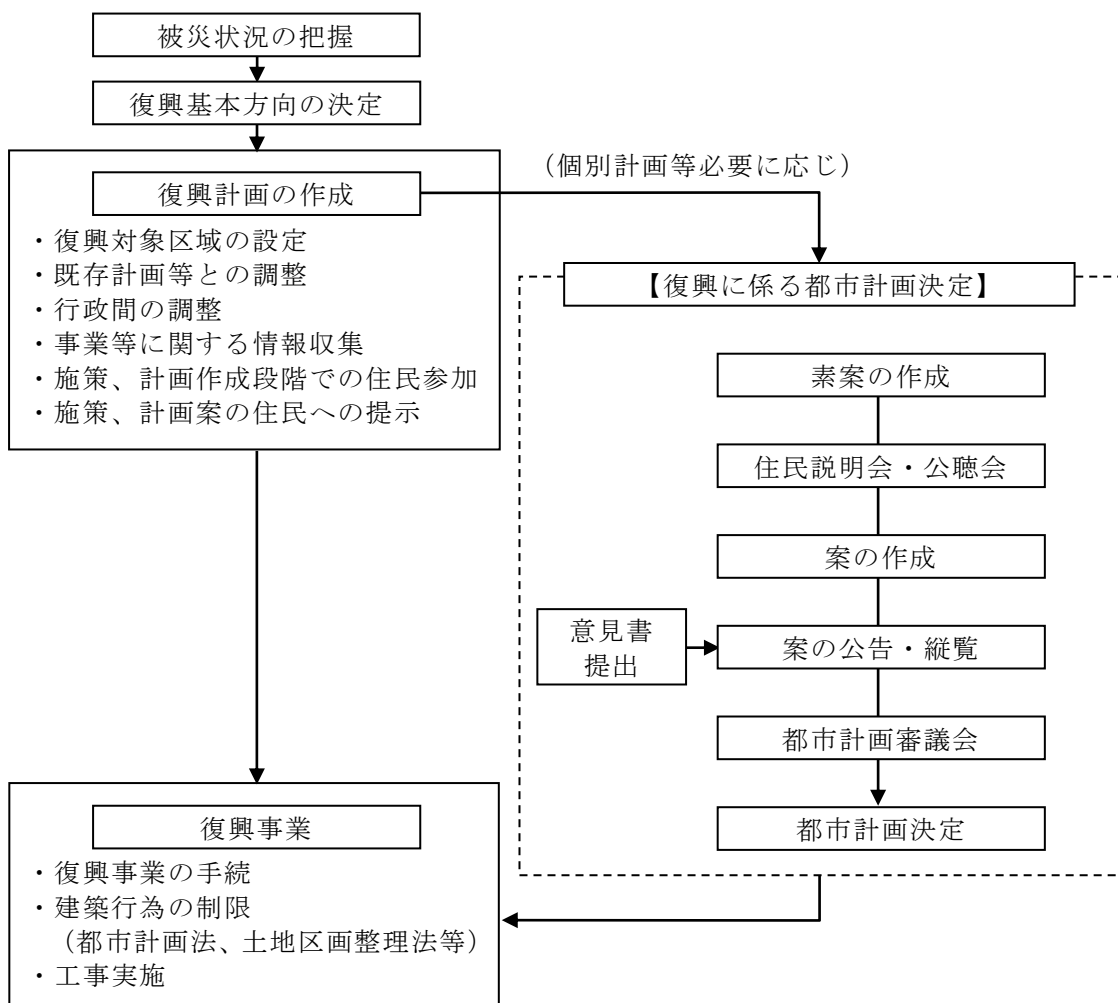 被災状況の把握
復興基本方向の決定
復興計画の作成
・復興対象区域の設定
・既存計画等との調整
・行政間の調整
・事業等に関する情報収集
・施策、計画作成段階での住民参加
・施策、計画案の住民への提示
（個別計画等必要に応じ）
【復興に係る都市計画決定】
素案の作成
住民説明会・公聴会
案の作成
意見書
提出
案の公告・縦覧
都市計画審議会
都市計画決定
復興事業
・復興事業の手続
・建築行為の制限
（都市計画法、土地区画整理法等）
・工事実施